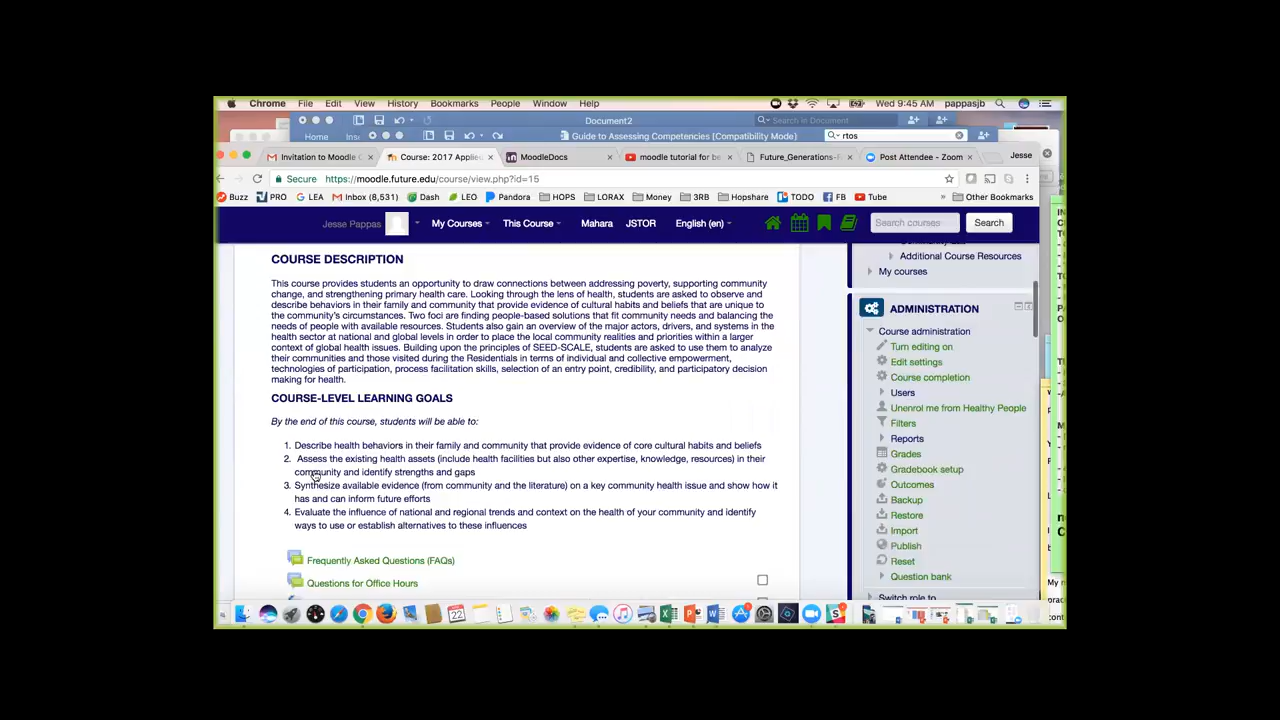 Chrome File Edit View History Bookmarks People Window Help Wed 9:45 AM pappasjb
Document2 Search in Document
Home Guide to Assessing Competencies [Compatibility Mode] rtos
Invitation to Moodle C Course: 2017 Applie MoodleDocs moodle tutorial for be Future_Generations-R Post Attendee - Zoom Jesse
Secure https://moodle.future.edu/course/view.php?id=15
Buzz PRO LEA Inbox (8,531) Dash LEO Pandora HOPS LORAX Money 3RB Hopshare TODO FB Tube » Other Bookmarks
Jesse Pappas My Courses This Course Mahara JSTOR English (en) Search courses Search
COURSE DESCRIPTION
This course provides students an opportunity to draw connections between addressing poverty, supporting community
change, and strengthening primary health care. Looking through the lens of health, students are asked to observe and
describe behaviors in their family and community that provide evidence of cultural habits and beliefs that are unique to
the community's circumstances. Two foci are finding people-based solutions that fit community needs and balancing the
needs of people with available resources. Students also gain an overview of the major actors, drivers, and systems in the
health sector at national and global levels in order to place the local community realities and priorities within a larger
context of global health issues. Building upon the principles of SEED-SCALE, students are asked to use them to analyze
their communities and those visited during the Residentials in terms of individual and collective empowerment,
technologies of participation, process facilitation skills, selection of an entry point, credibility, and participatory decision
making for health.
COURSE-LEVEL LEARNING GOALS
By the end of this course, students will be able to:
1. Describe health behaviors in their family and community that provide evidence of core cultural habits and beliefs
2. Assess the existing health assets (include health facilities but also other expertise, knowledge, resources) in their
community and identify strengths and gaps
3. Synthesize available evidence (from community and the literature) on a key community health issue and show how it
has and can inform future efforts
4. Evaluate the influence of national and regional trends and context on the health of your community and identify
ways to use or establish alternatives to these influences
Frequently Asked Questions (FAQs)
Questions for Office Hours
Additional Course Resources
My courses
ADMINISTRATION
Course administration
Turn editing on
Edit settings
Course completion
Users
Unenrol me from Healthy People
Filters
Reports
Grades
Gradebook setup
Outcomes
Backup
Restore
Import
Publish
Reset
Question bank
Switch role to